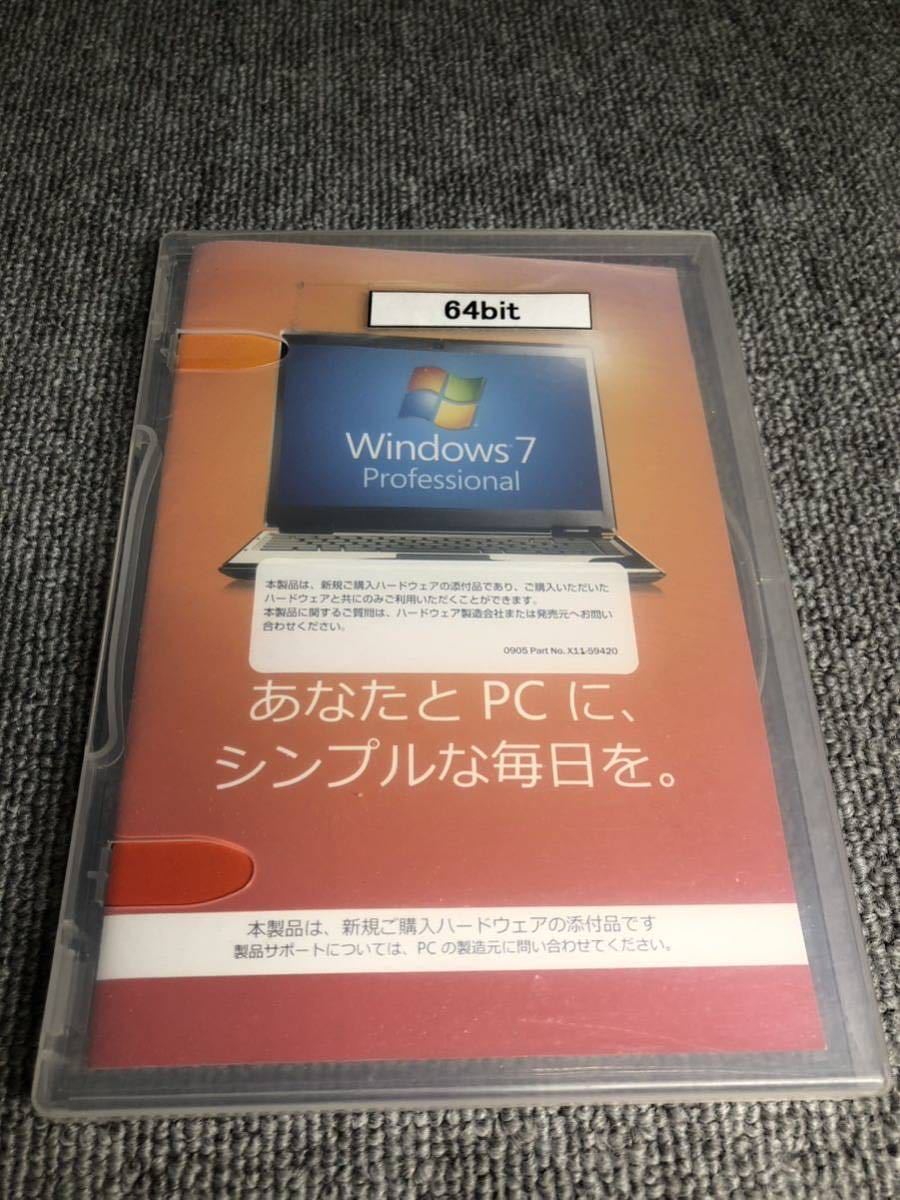 64bit
Windows 7
Professional
本製品は、新規ご購入ハードウェアの添付品であり、ご購入いただいた
ハードウェアと共にのみご利用いただくことができます。
本製品に関するご質問は、ハードウェア製造会社または発売元へお問い
合わせください。
0905 Part No. X11-59420
あなたと PC に、
シンプルな毎日を。
本製品は、新規ご購入ハードウェアの添付品です
製品サポートについては、PC の製造元に問い合わせてください。